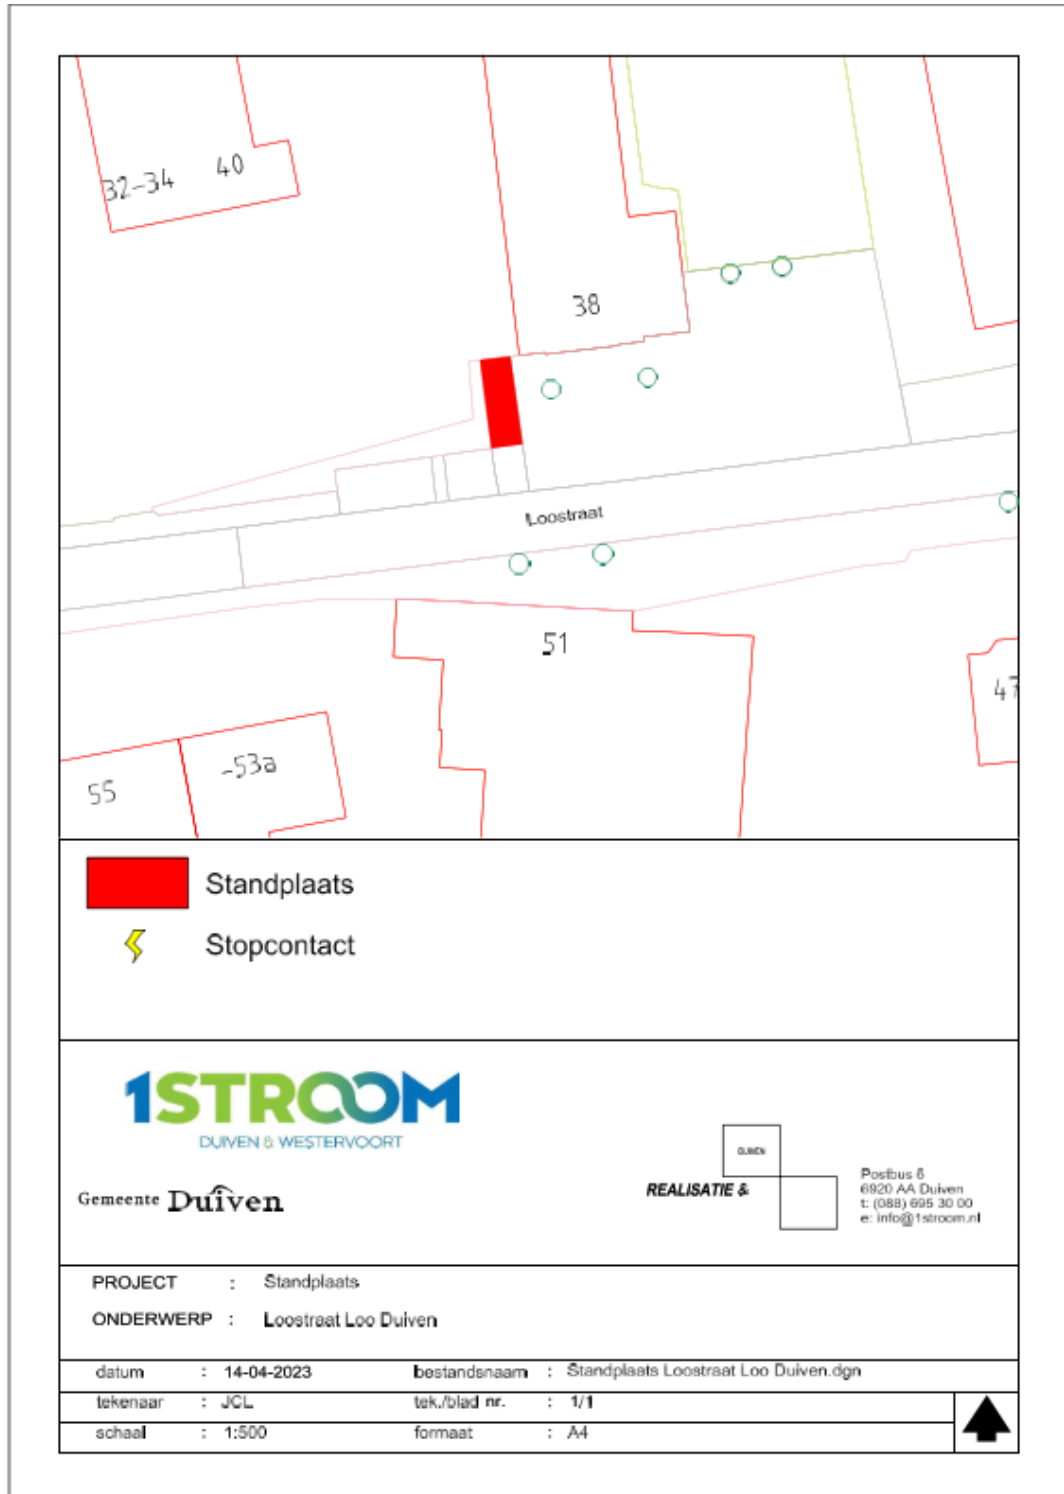 32-34 40
38
Loostraat
51
47
-53a
55
Standplaats
Stopcontact
1STROOM
DUIVEN & WESTERVOORT
DUIVEN
Gemeente Duiven
REALISATIE &
Postbus 6
6920 AA Duiven
t: (088) 695 30 00
e: info@1stroom.nl
PROJECT : Standplaats
ONDERWERP : Loostraat Loo Duiven
datum : 14-04-2023 bestandsnaam : Standplaats Loostraat Loo Duiven.dgn
tekenaar : JCL tek./blad nr. : 1/1
schaal : 1:500 formaat : A4